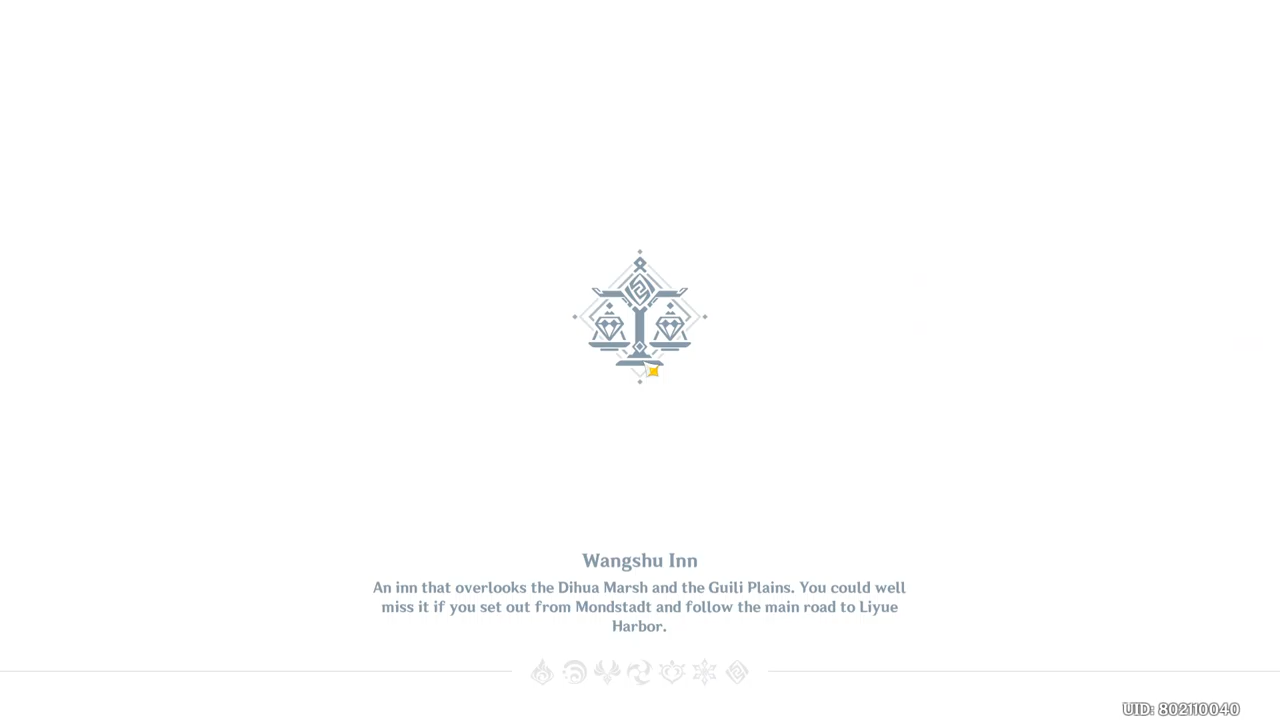 Wangshu Inn
An inn that overlooks the Dihua Marsh and the Guili Plains. You could well
miss it if you set out from Mondstadt and follow the main road to Liyue
Harbor.
UID: 802110040